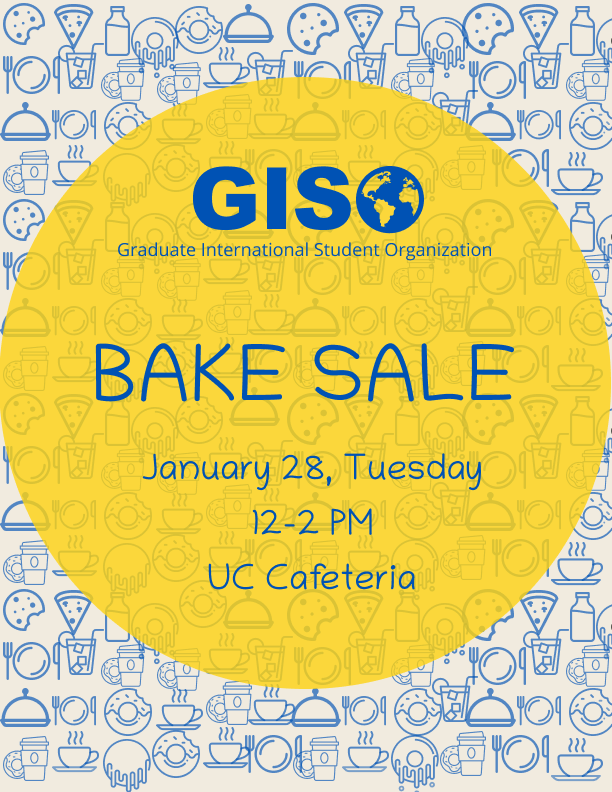 GISO
Graduate International Student Organization
BAKE SALE
January 28, Tuesday
12-2 PM
UC Cafeteria